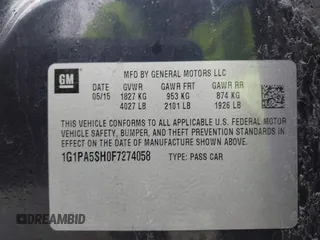 GM
MFD BY GENERAL MOTORS LLC
DATE GVWR GAWR FRT GAWR RR
05/15 1827 KG 953 KG 874 KG
4027 LB 2101 LB 1926 LB
THIS VEHICLE CONFORMS TO ALL APPLICABLE U.S. FEDERAL MOTOR
VEHICLE SAFETY, BUMPER, AND THEFT PREVENTION STANDARDS
IN EFFECT ON THE DATE OF MANUFACTURE SHOWN ABOVE.
1G1PA5SH0F7274058 TYPE: PASS CAR
DREAMBID